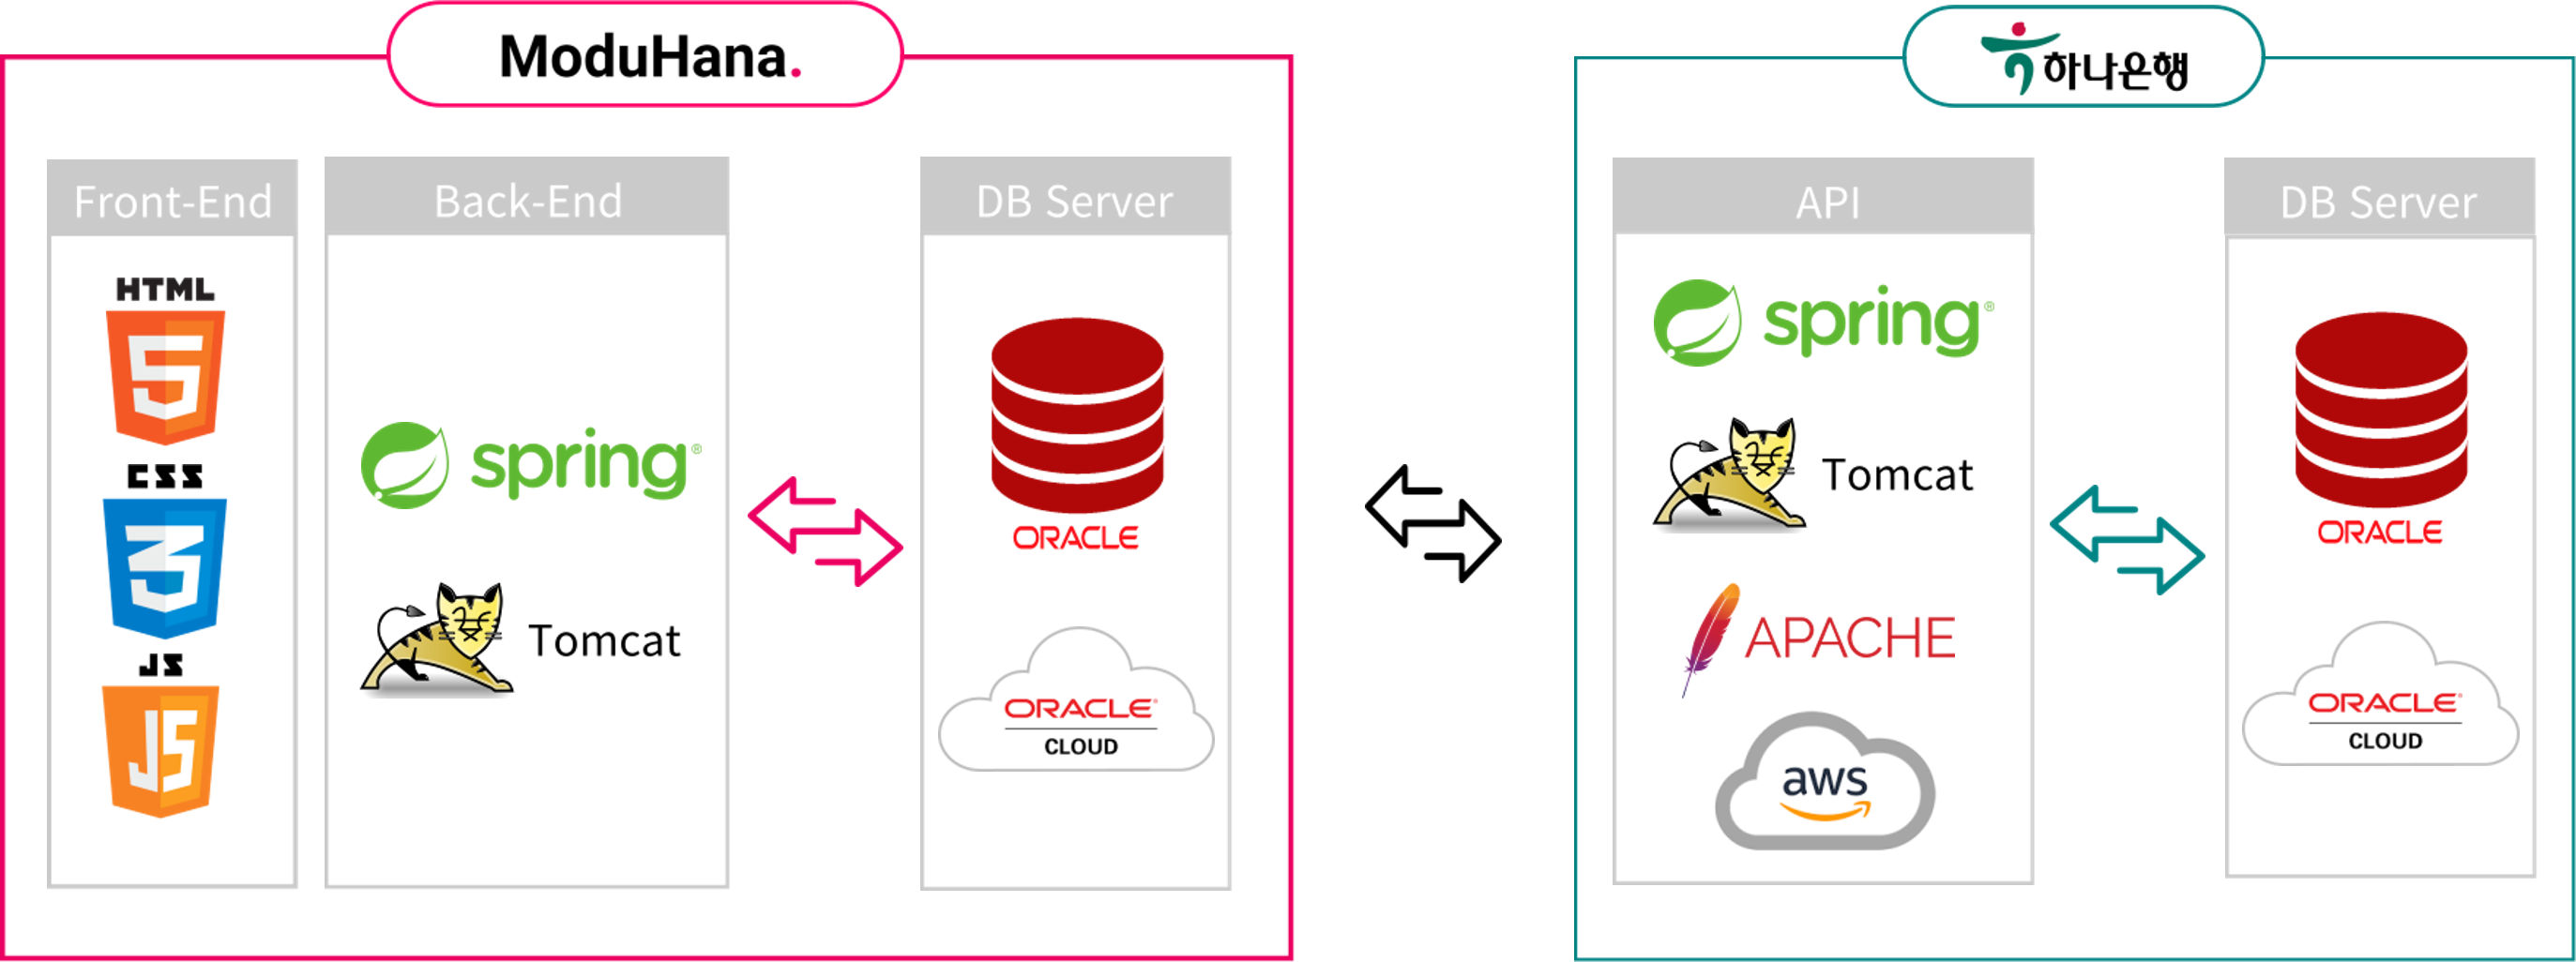 ModuHana.
하나은행
Front-End
Back-End
DB Server
API
DB Server
HTML
5
CSS
3
JS
JS
spring®
Tomcat
ORACLE
ORACLE®
CLOUD
spring®
Tomcat
APACHE
aws
ORACLE
ORACLE®
CLOUD